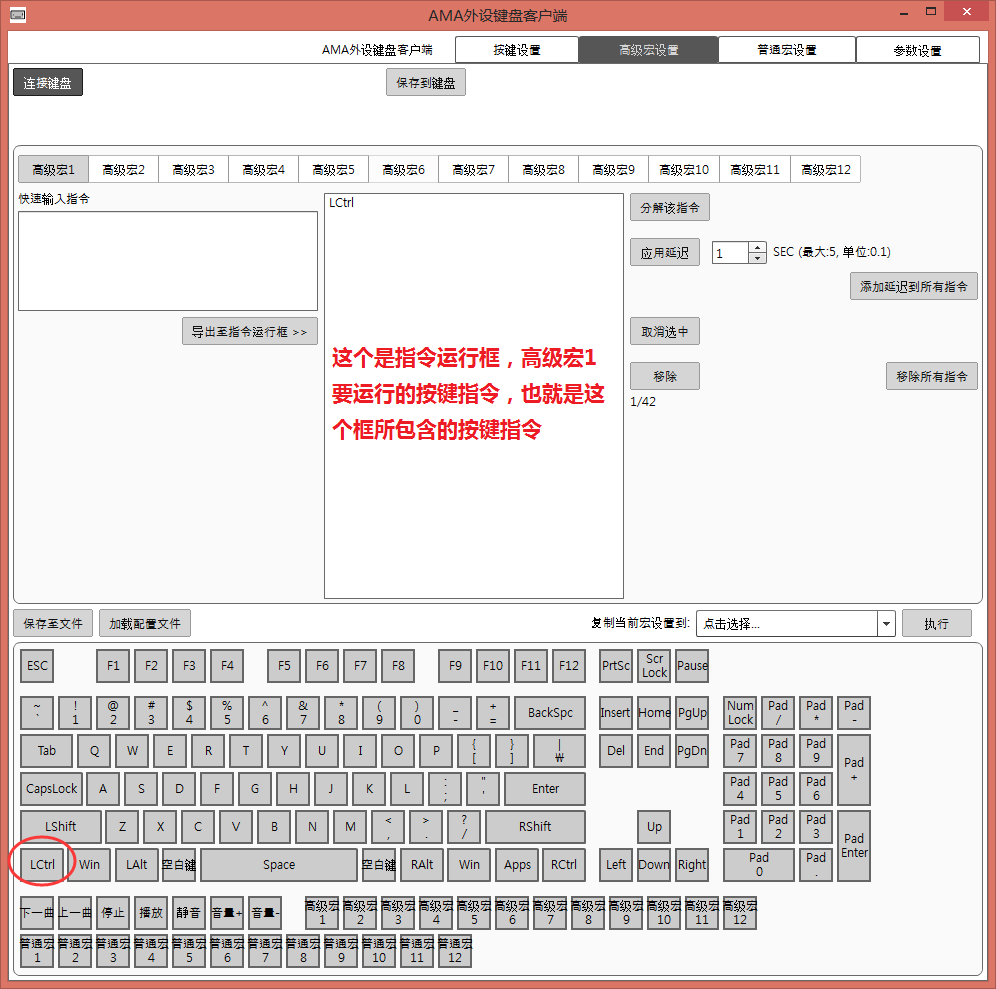 AMA外设键盘客户端
AMA外设键盘客户端 按键设置 高级宏设置 普通宏设置 参数设置
连接键盘 保存到键盘
高级宏1 高级宏2 高级宏3 高级宏4 高级宏5 高级宏6 高级宏7 高级宏8 高级宏9 高级宏10 高级宏11 高级宏12
快速输入指令
LCtrl
分解该指令
应用延迟 1 SEC (最大:5, 单位:0.1)
添加延迟到所有指令
导出至指令运行框 >>
取消选中
移除 移除所有指令
1/42
这个是指令运行框，高级宏1
要运行的按键指令，也就是这
个框所包含的按键指令
保存至文件 加载配置文件 复制当前宏设置到: 点击选择... 执行
ESC F1 F2 F3 F4 F5 F6 F7 F8 F9 F10 F11 F12 PrtSc Scr Lock Pause
~ ` ! 1 @ 2 # 3 $ 4 % 5 ^ 6 & 7 * 8 ( 9 ) 0 _ - + = BackSpc Insert Home PgUp Num Lock Pad / Pad * Pad -
Tab Q W E R T Y U I O P { [ } ] | ₩ Del End PgDn Pad 7 Pad 8 Pad 9 Pad +
CapsLock A S D F G H J K L : ; " ' Enter Pad 4 Pad 5 Pad 6
LShift Z X C V B N M < , > . ? / RShift Up Pad 1 Pad 2 Pad 3 Pad Enter
LCtrl Win LAlt 空白键 Space 空白键 RAlt Win Apps RCtrl Left Down Right Pad 0 Pad .
下一曲 上一曲 停止 播放 静音 音量+ 音量- 高级宏 1 高级宏 2 高级宏 3 高级宏 4 高级宏 5 高级宏 6 高级宏 7 高级宏 8 高级宏 9 高级宏 10 高级宏 11 高级宏 12
普通宏 1 普通宏 2 普通宏 3 普通宏 4 普通宏 5 普通宏 6 普通宏 7 普通宏 8 普通宏 9 普通宏 10 普通宏 11 普通宏 12